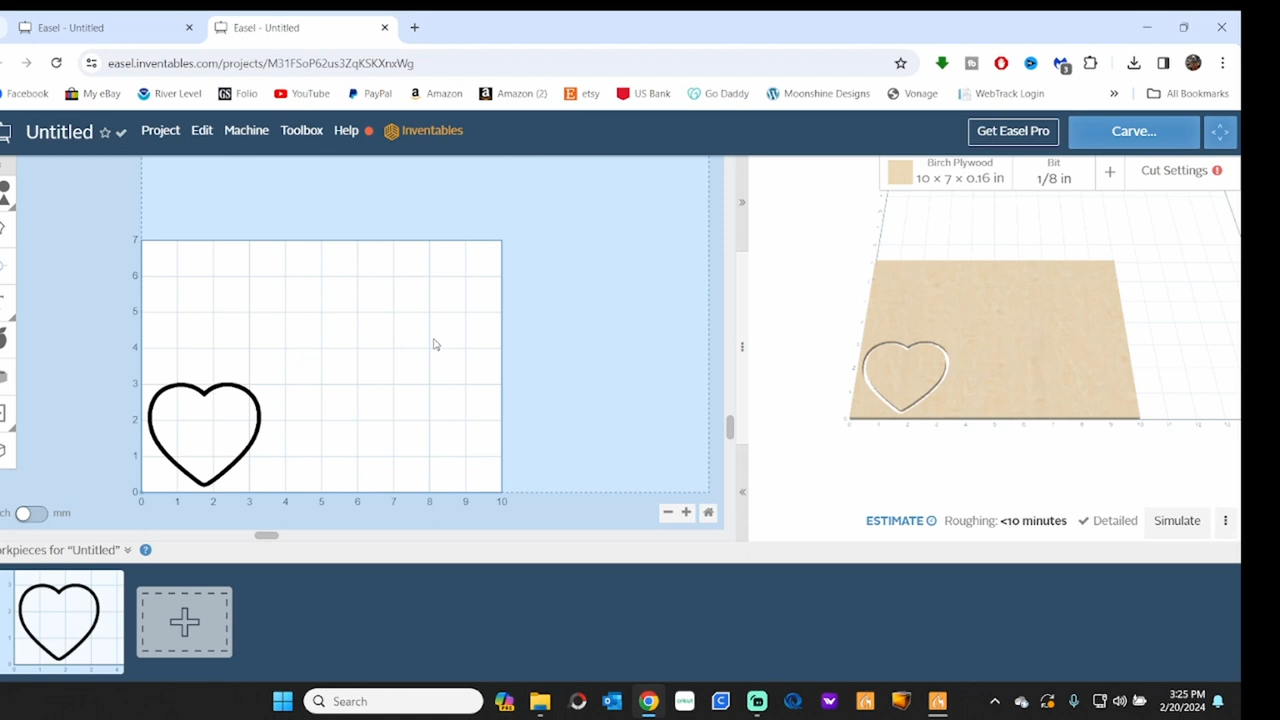 Easel - Untitled
Easel - Untitled
easel.inventables.com/projects/M31FSoP62us3ZqKSKXnxWg
3
Facebook My eBay River Level Folio YouTube PayPal Amazon Amazon (2) etsy US Bank Go Daddy Moonshine Designs Vonage WebTrack Login All Bookmarks
Untitled Project Edit Machine Toolbox Help Inventables Get Easel Pro Carve...
Birch Plywood
10 × 7 × 0.16 in
Bit
1/8 in
Cut Settings
7
6
5
4
3
2
1
0
0 1 2 3 4 5 6 7 8 9 10
ch mm
ESTIMATE Roughing: <10 minutes Detailed Simulate
rkpieces for "Untitled"
Search
3:25 PM
2/20/2024